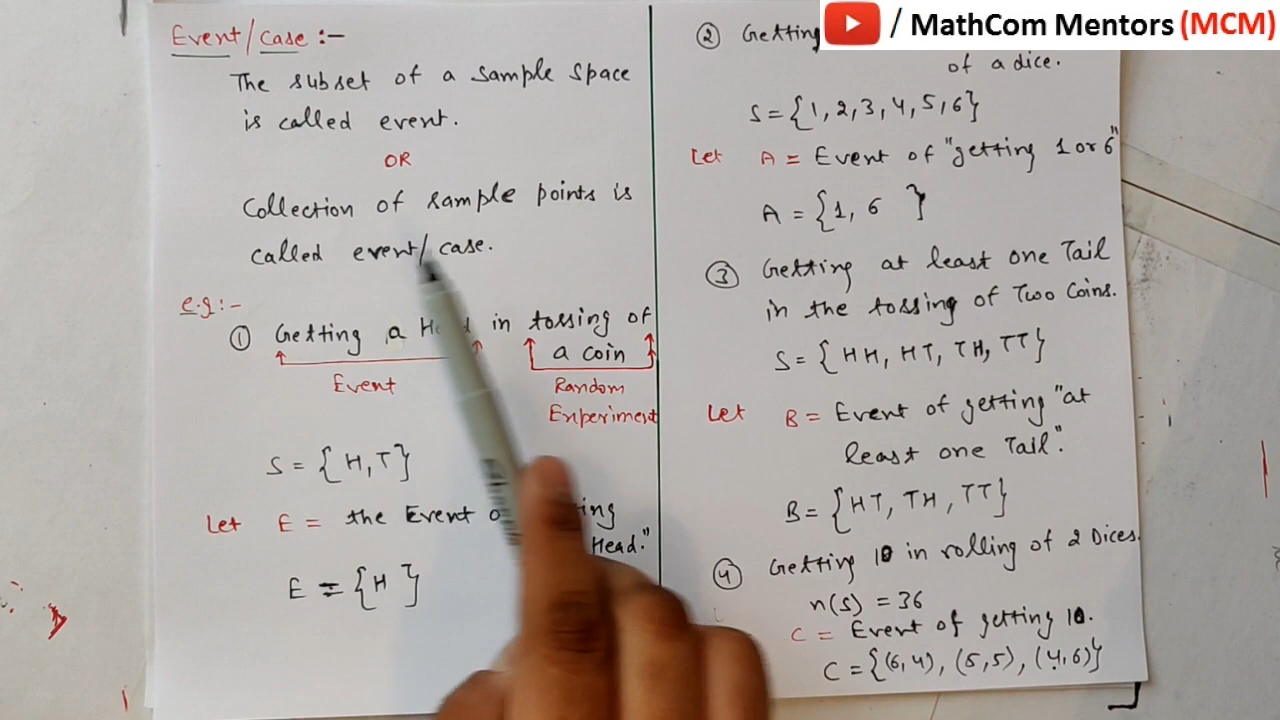 / MathCom Mentors (MCM)
Event/case :-
The subset of a sample space
is called event.
OR
Collection of sample points is
called event/case.
e.g:-
① Getting a Head in tossing of
a coin
Event
Random
Experiment
S = {H,T}
Let E = the Event
Head."
E = {H }
② Getting
of a dice.
S = {1, 2, 3, 4, 5, 6}
Let A = Event of "getting 1 or 6"
A = {1, 6 }
③ Getting at least one Tail
in the tossing of Two Coins.
S = {HH, HT, TH, TT}
Let B = Event of getting "at
least one Tail".
B = {HT, TH, TT}
④ Getting 10 in rolling of 2 Dices.
n(s) = 36
C = Event of getting 10.
C = {(6,4), (5,5), (4,6)}